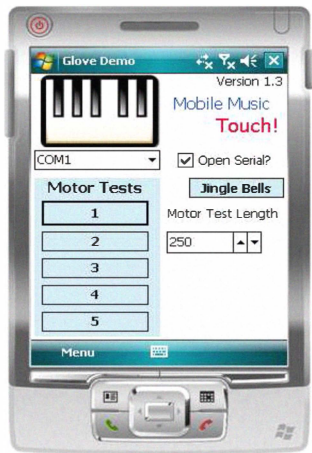 Glove Demo
Version 1.3
Mobile Music
Touch!
COM1
Open Serial?
Motor Tests
Jingle Bells
1
Motor Test Length
2
250
3
4
5
Menu